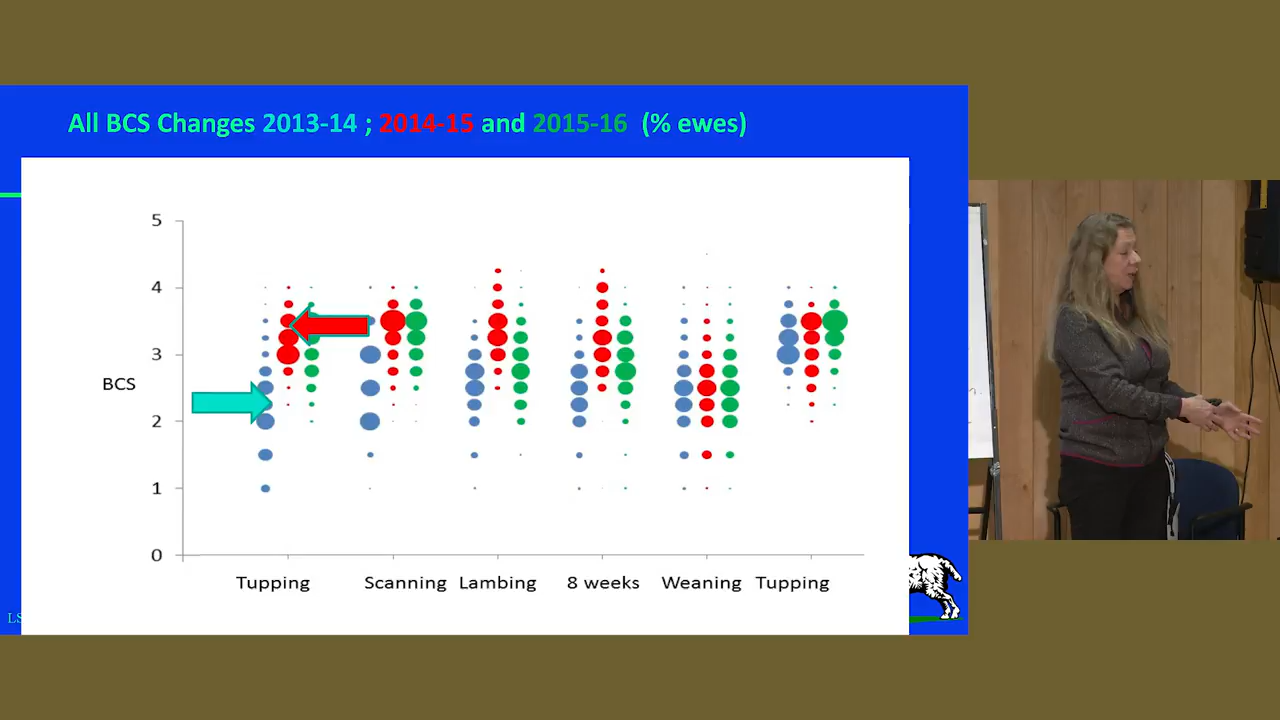 All BCS Changes 2013-14 ; 2014-15 and 2015-16 (% ewes)
5
4
BCS
3
2
1
0
Tupping Scanning Lambing 8 weeks Weaning Tupping